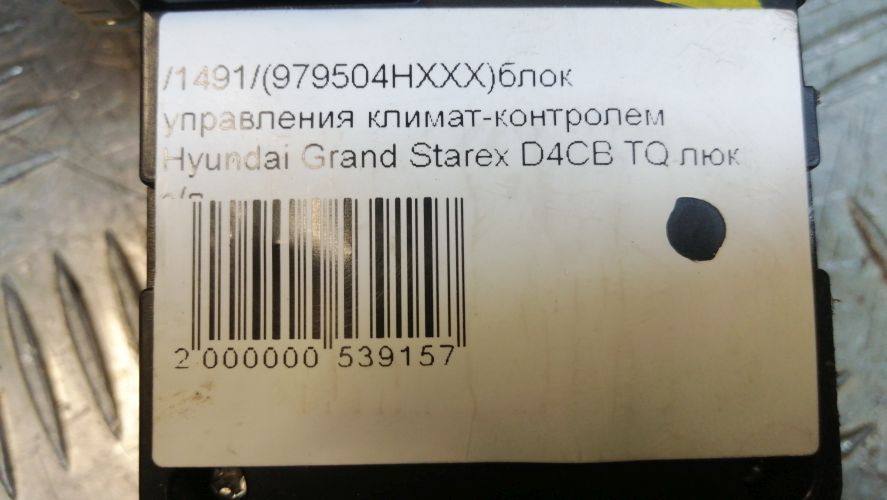 /1491/(979504HXXX)блок
управления климат-контролем
Hyundai Grand Starex D4CB TQ люк
2 000000 539157